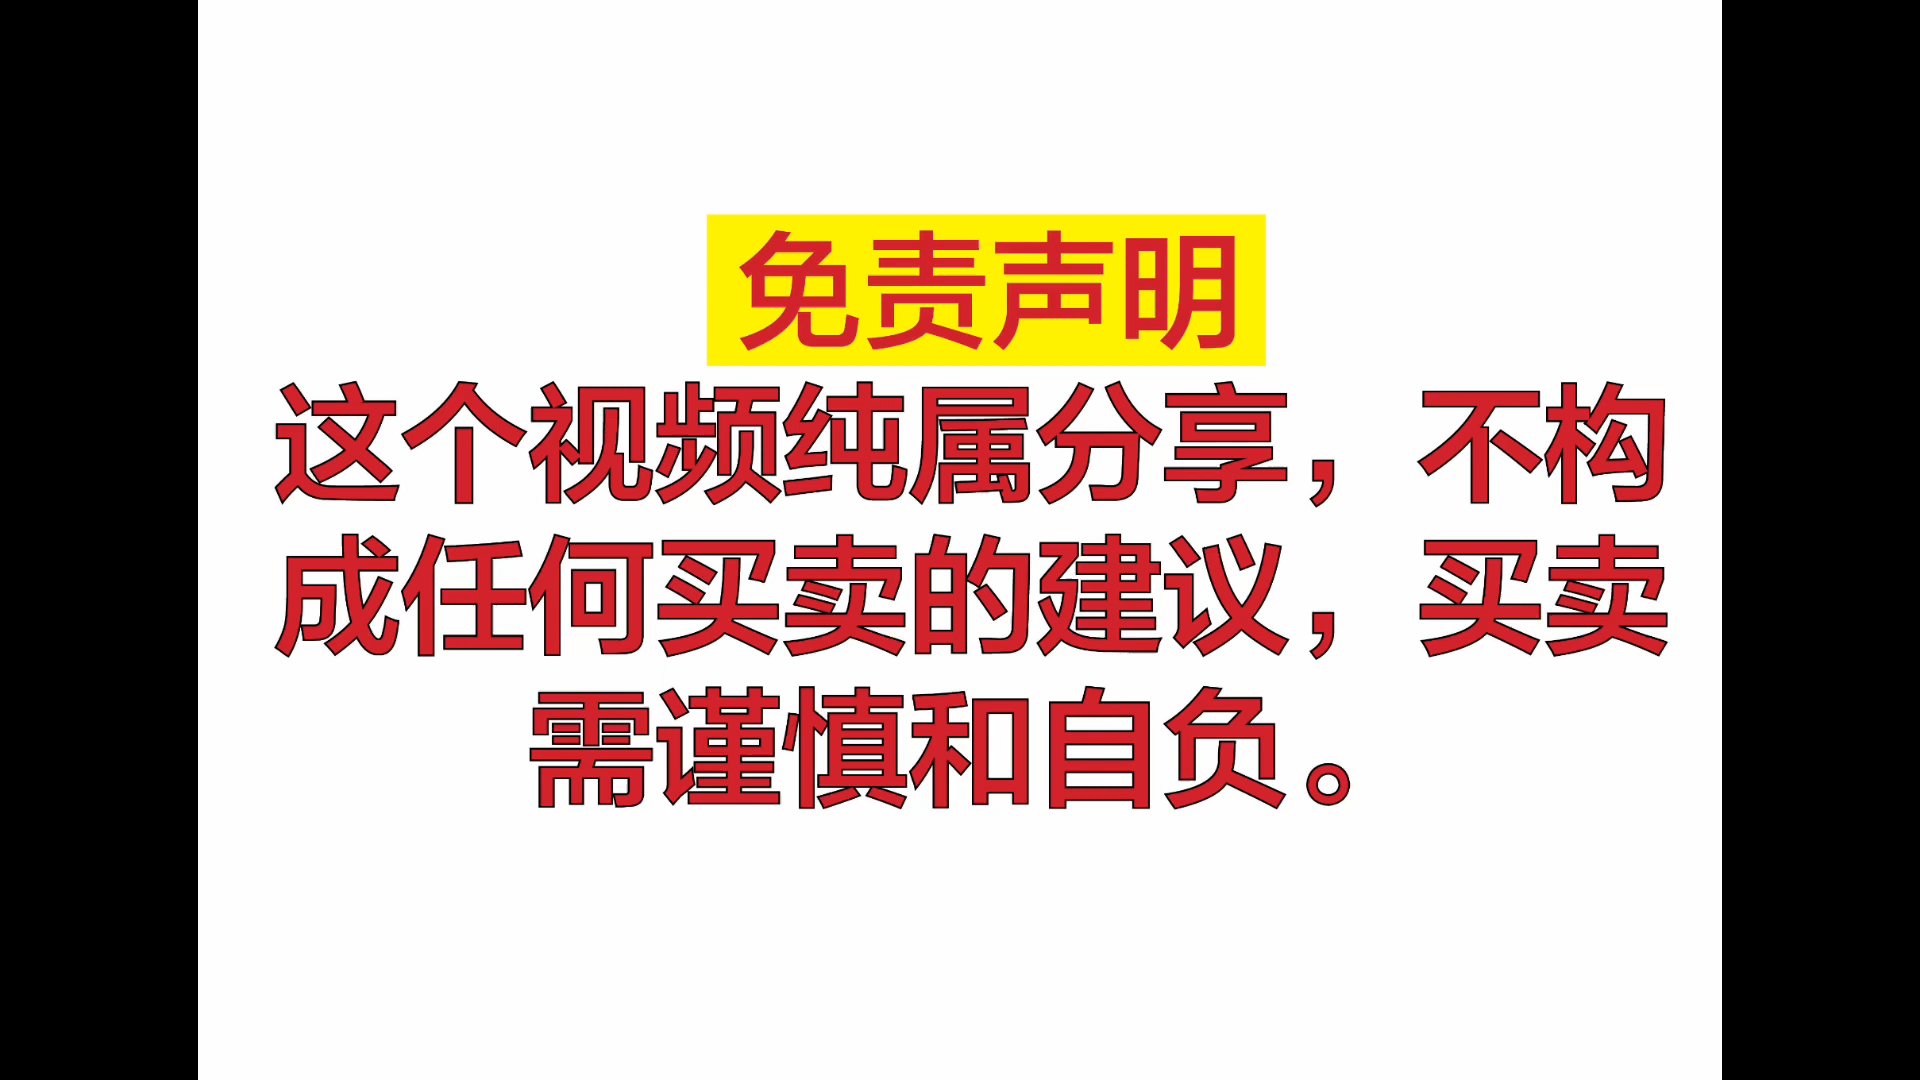 免责声明
这个视频纯属分享，不构
成任何买卖的建议，买卖
需谨慎和自负。